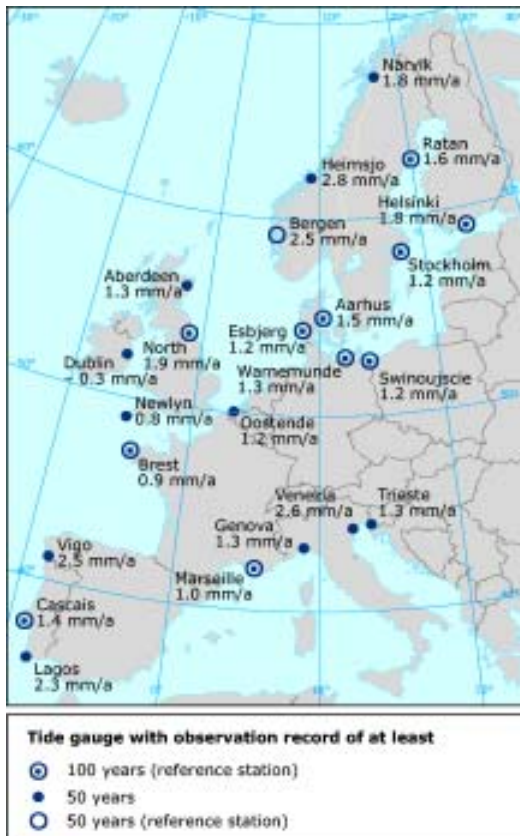 Narvik
1.8 mm/a
Ratan
1.6 mm/a
Heimsjo
2.8 mm/a
Helsinki
1.8 mm/a
Bergen
2.5 mm/a
Stockholm
1.2 mm/a
Aberdeen
1.3 mm/a
Aarhus
1.5 mm/a
Esbjerg
1.2 mm/a
North
1.9 mm/a
Dublin
– 0.3 mm/a
Warnemunde
1.3 mm/a
Swinoujscie
1.2 mm/a
Newlyn
0.8 mm/a
Oostende
1.2 mm/a
Brest
0.9 mm/a
Venezia
2.6 mm/a
Trieste
1.3 mm/a
Genova
1.3 mm/a
Vigo
2.5 mm/a
Marseille
1.0 mm/a
Cascais
1.4 mm/a
Lagos
2.3 mm/a
Tide gauge with observation record of at least
100 years (reference station)
50 years
50 years (reference station)